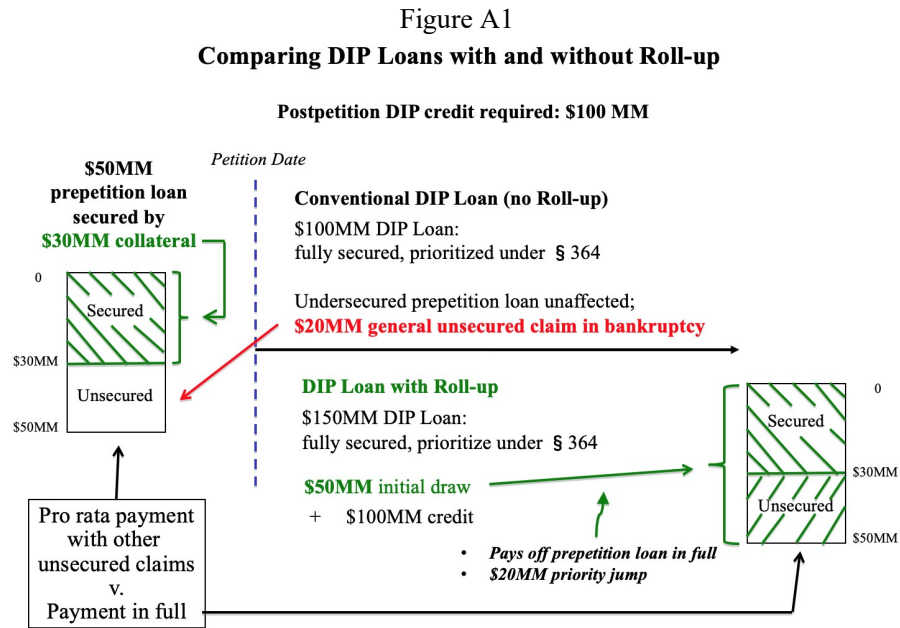 Figure A1
Comparing DIP Loans with and without Roll-up
Postpetition DIP credit required: $100 MM
Petition Date
$50MM
prepetition loan
secured by
$30MM collateral
0
Secured
$30MM
Unsecured
$50MM
Pro rata payment
with other
unsecured claims
v.
Payment in full
Conventional DIP Loan (no Roll-up)
$100MM DIP Loan:
fully secured, prioritized under § 364
Undersecured prepetition loan unaffected;
$20MM general unsecured claim in bankruptcy
DIP Loan with Roll-up
$150MM DIP Loan:
fully secured, prioritize under § 364
$50MM initial draw
+ $100MM credit
• Pays off prepetition loan in full
• $20MM priority jump
0
Secured
$30MM
Unsecured
$50MM